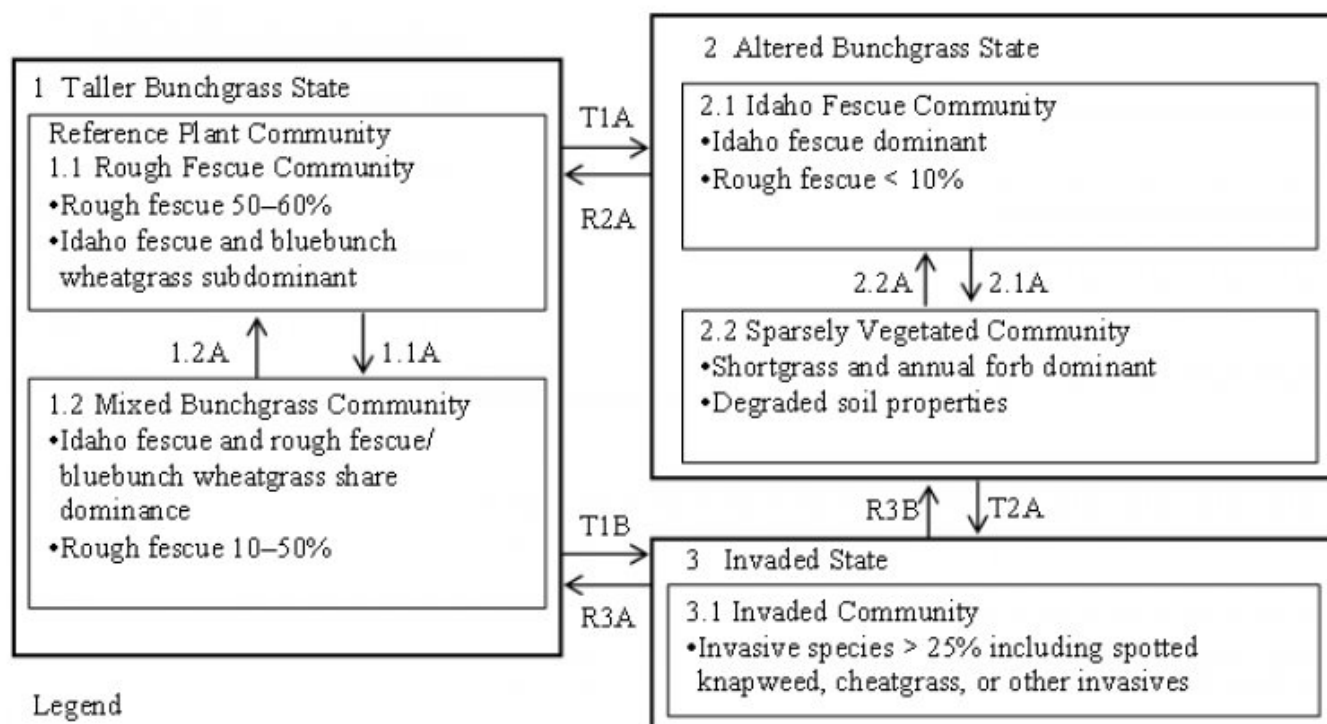 1 Taller Bunchgrass State
Reference Plant Community
1.1 Rough Fescue Community
•Rough fescue 50–60%
•Idaho fescue and bluebunch
wheatgrass subdominant
1.2A
1.1A
1.2 Mixed Bunchgrass Community
•Idaho fescue and rough fescue/
bluebunch wheatgrass share
dominance
•Rough fescue 10–50%
T1A
R2A
2 Altered Bunchgrass State
2.1 Idaho Fescue Community
•Idaho fescue dominant
•Rough fescue < 10%
2.2A
2.1A
2.2 Sparsely Vegetated Community
•Shortgrass and annual forb dominant
•Degraded soil properties
R3B
T2A
T1B
R3A
3 Invaded State
3.1 Invaded Community
•Invasive species > 25% including spotted
knapweed, cheatgrass, or other invasives
Legend